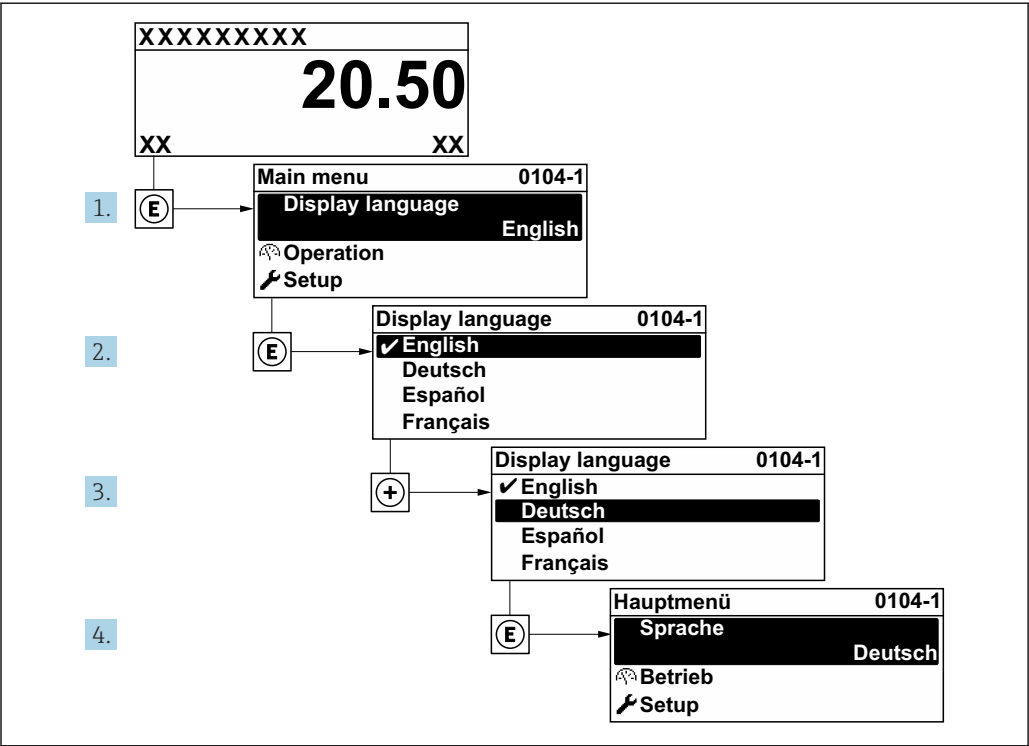 XXXXXXXXX
20.50
XX XX
1. E
Main menu 0104-1
Display language
English
Operation
Setup
2. E
Display language 0104-1
✔English
Deutsch
Español
Français
3. +
Display language 0104-1
✔English
Deutsch
Español
Français
4. E
Hauptmenü 0104-1
Sprache
Deutsch
Betrieb
Setup